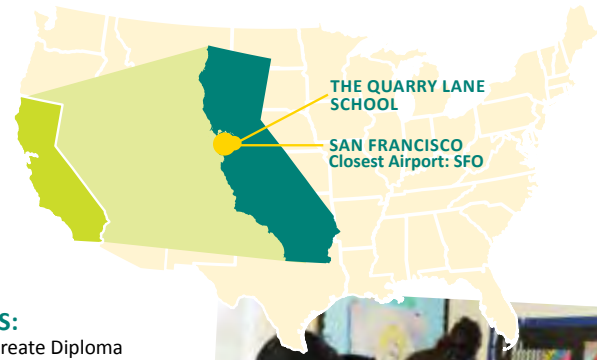 THE QUARRY LANE
SCHOOL
SAN FRANCISCO
Closest Airport: SFO
S:
reate Diploma